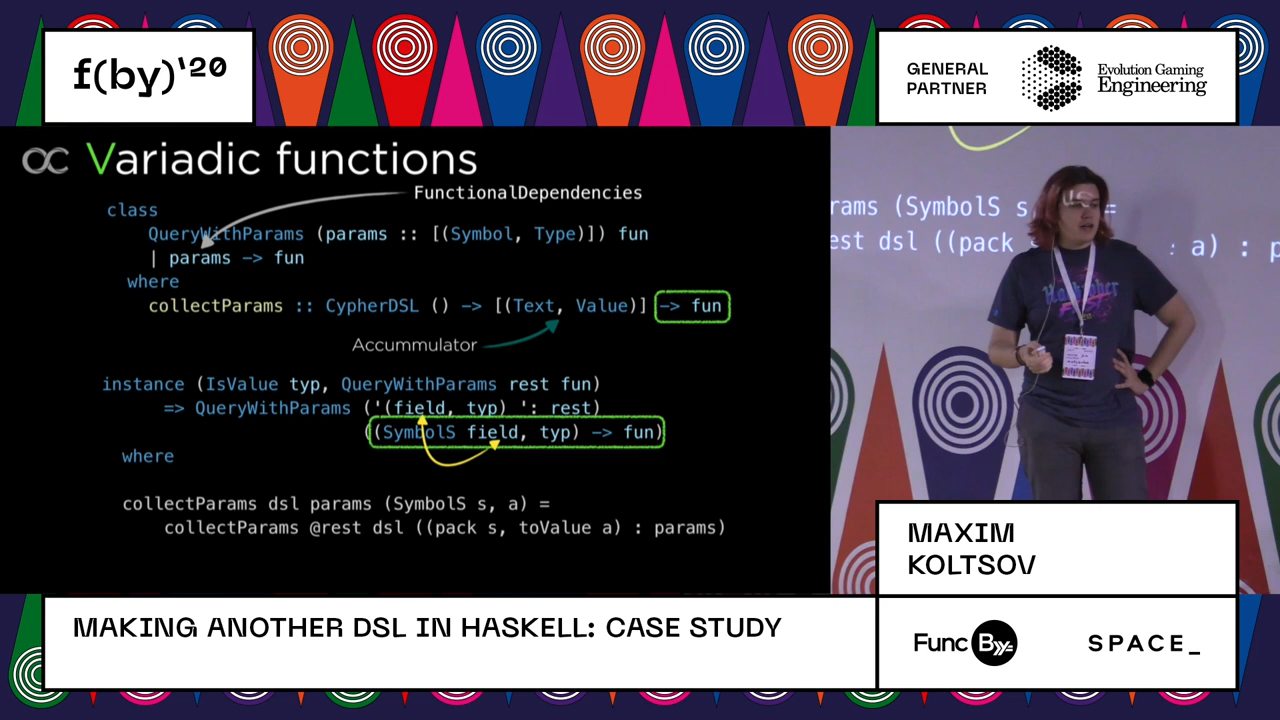 f(by)'20
GENERAL
PARTNER
Evolution Gaming
Engineering
Variadic functions
FunctionalDependencies
class
QueryWithParams (params :: [(Symbol, Type)]) fun
| params -> fun
where
collectParams :: CypherDSL () -> [(Text, Value)] -> fun
Accummulator
instance (IsValue typ, QueryWithParams rest fun)
=> QueryWithParams ('(field, typ) ': rest)
((SymbolS field, typ) -> fun)
where
collectParams dsl params (SymbolS s, a) =
collectParams @rest dsl ((pack s, toValue a) : params)
rams (SymbolS s, =
est dsl ((pack : a) : p
MAXIM
KOLTSOV
MAKING ANOTHER DSL IN HASKELL: CASE STUDY
Func By
SPACE_